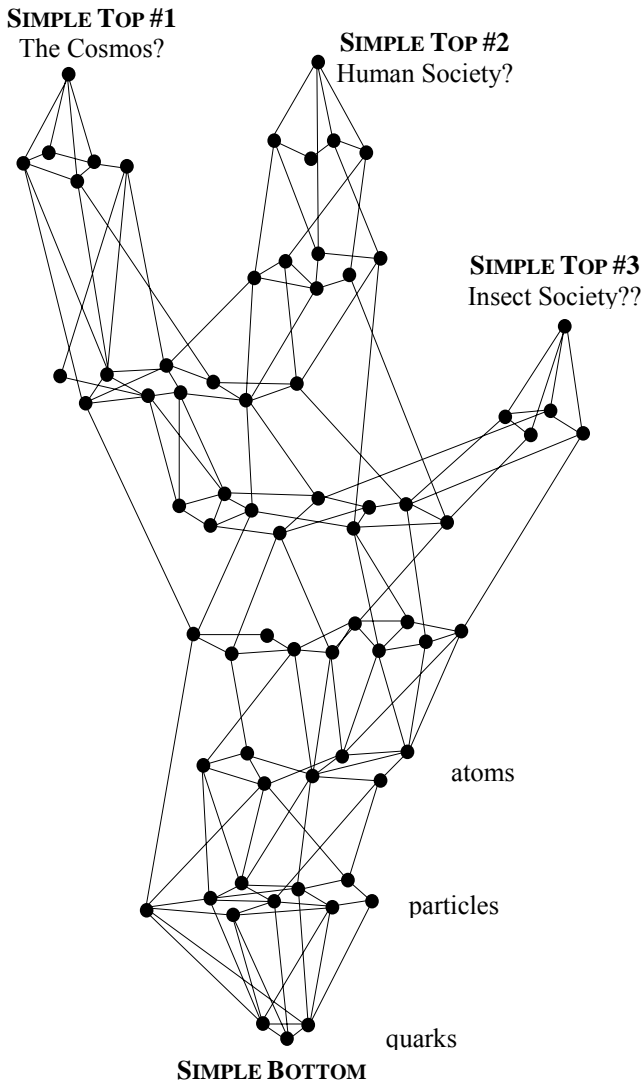 SIMPLE TOP #1
The Cosmos?
SIMPLE TOP #2
Human Society?
SIMPLE TOP #3
Insect Society??
atoms
particles
quarks
SIMPLE BOTTOM